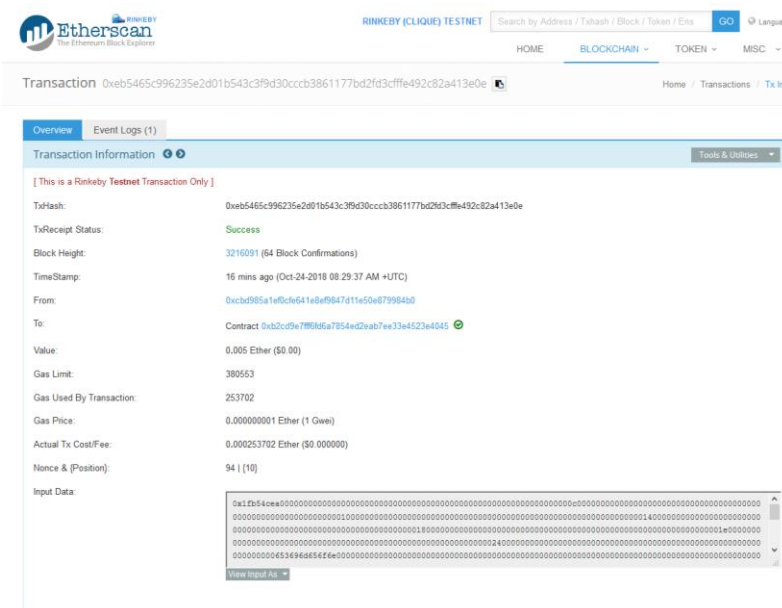 RINKEBY
Etherscan
The Ethereum Block Explorer
RINKEBY (CLIQUE) TESTNET
Search by Address / Txhash / Block / Token / Ens
GO
Langua
HOME
BLOCKCHAIN
TOKEN
MISC
Transaction 0xeb5465c996235e2d01b543c3f9d30cccb3861177bd2fd3cfffe492c82a413e0e
Home / Transactions / Tx In
Overview
Event Logs (1)
Transaction Information
Tools & Utilities
[ This is a Rinkeby Testnet Transaction Only ]
TxHash: 0xeb5465c996235e2d01b543c3f9d30cccb3861177bd2fd3cfffe492c82a413e0e
TxReceipt Status: Success
Block Height: 3216091 (64 Block Confirmations)
TimeStamp: 16 mins ago (Oct-24-2018 08:29:37 AM +UTC)
From: 0xcbd985a1ef0cfe641e8ef9847d11e50e879984b0
To: Contract 0xb2cd9e7fff6fd6a7854ed2eab7ee33e4523e4845
Value: 0.005 Ether ($0.00)
Gas Limit: 380553
Gas Used By Transaction: 253702
Gas Price: 0.000000001 Ether (1 Gwei)
Actual Tx Cost/Fee: 0.000253702 Ether ($0.000000)
Nonce & {Position}: 94 | {10}
Input Data:
View Input As